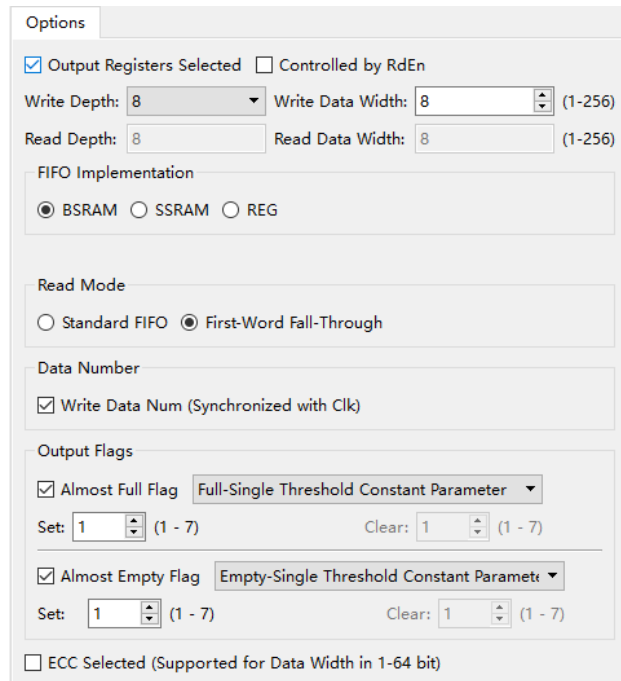 Options
Output Registers Selected Controlled by RdEn
Write Depth: 8 Write Data Width: 8 (1-256)
Read Depth: 8 Read Data Width: 8 (1-256)
FIFO Implementation
BSRAM SSRAM REG
Read Mode
Standard FIFO First-Word Fall-Through
Data Number
Write Data Num (Synchronized with Clk)
Output Flags
Almost Full Flag Full-Single Threshold Constant Parameter
Set: 1 (1 - 7) Clear: 1 (1 - 7)
Almost Empty Flag Empty-Single Threshold Constant Paramete
Set: 1 (1 - 7) Clear: 1 (1 - 7)
ECC Selected (Supported for Data Width in 1-64 bit)